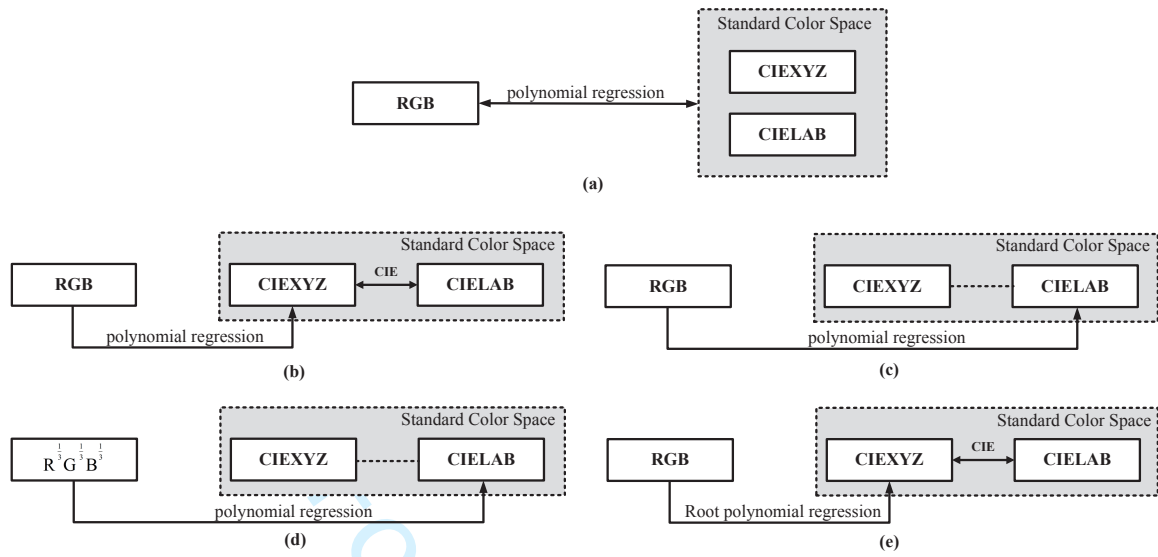 Standard Color Space
CIEXYZ
RGB
polynomial regression
CIELAB
(a)
Standard Color Space
RGB
CIEXYZ
CIE
CIELAB
polynomial regression
(b)
Standard Color Space
RGB
CIEXYZ
CIELAB
polynomial regression
(c)
Standard Color Space
R^{1/3}G^{1/3}B^{1/3}
CIEXYZ
CIELAB
polynomial regression
(d)
Standard Color Space
RGB
CIEXYZ
CIE
CIELAB
Root polynomial regression
(e)